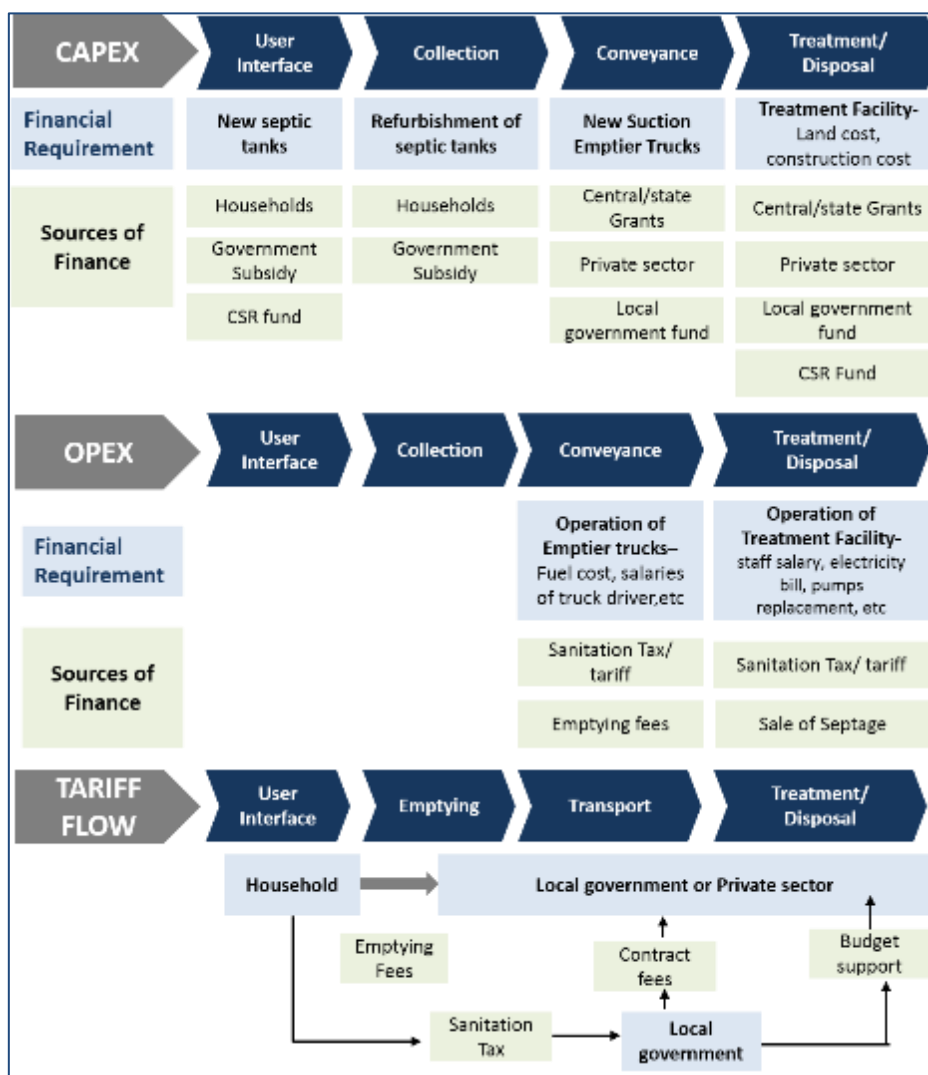 CAPEX
User
Interface
Collection
Conveyance
Treatment/
Disposal
Financial
Requirement
New septic
tanks
Refurbishment of
septic tanks
New Suction
Emptier Trucks
Treatment Facility-
Land cost,
construction cost
Sources of
Finance
Households
Government
Subsidy
CSR fund
Households
Government
Subsidy
Central/state
Grants
Private sector
Local
government fund
Central/state Grants
Private sector
Local government
fund
CSR Fund
OPEX
User
Interface
Collection
Conveyance
Treatment/
Disposal
Financial
Requirement
Operation of
Emptier trucks–
Fuel cost, salaries
of truck driver,etc
Operation of
Treatment Facility-
staff salary, electricity
bill, pumps
replacement, etc
Sources of
Finance
Sanitation Tax/
tariff
Emptying fees
Sanitation Tax/ tariff
Sale of Septage
TARIFF
FLOW
User
Interface
Emptying
Transport
Treatment/
Disposal
Household
Local government or Private sector
Emptying
Fees
Contract
fees
Budget
support
Sanitation
Tax
Local
government